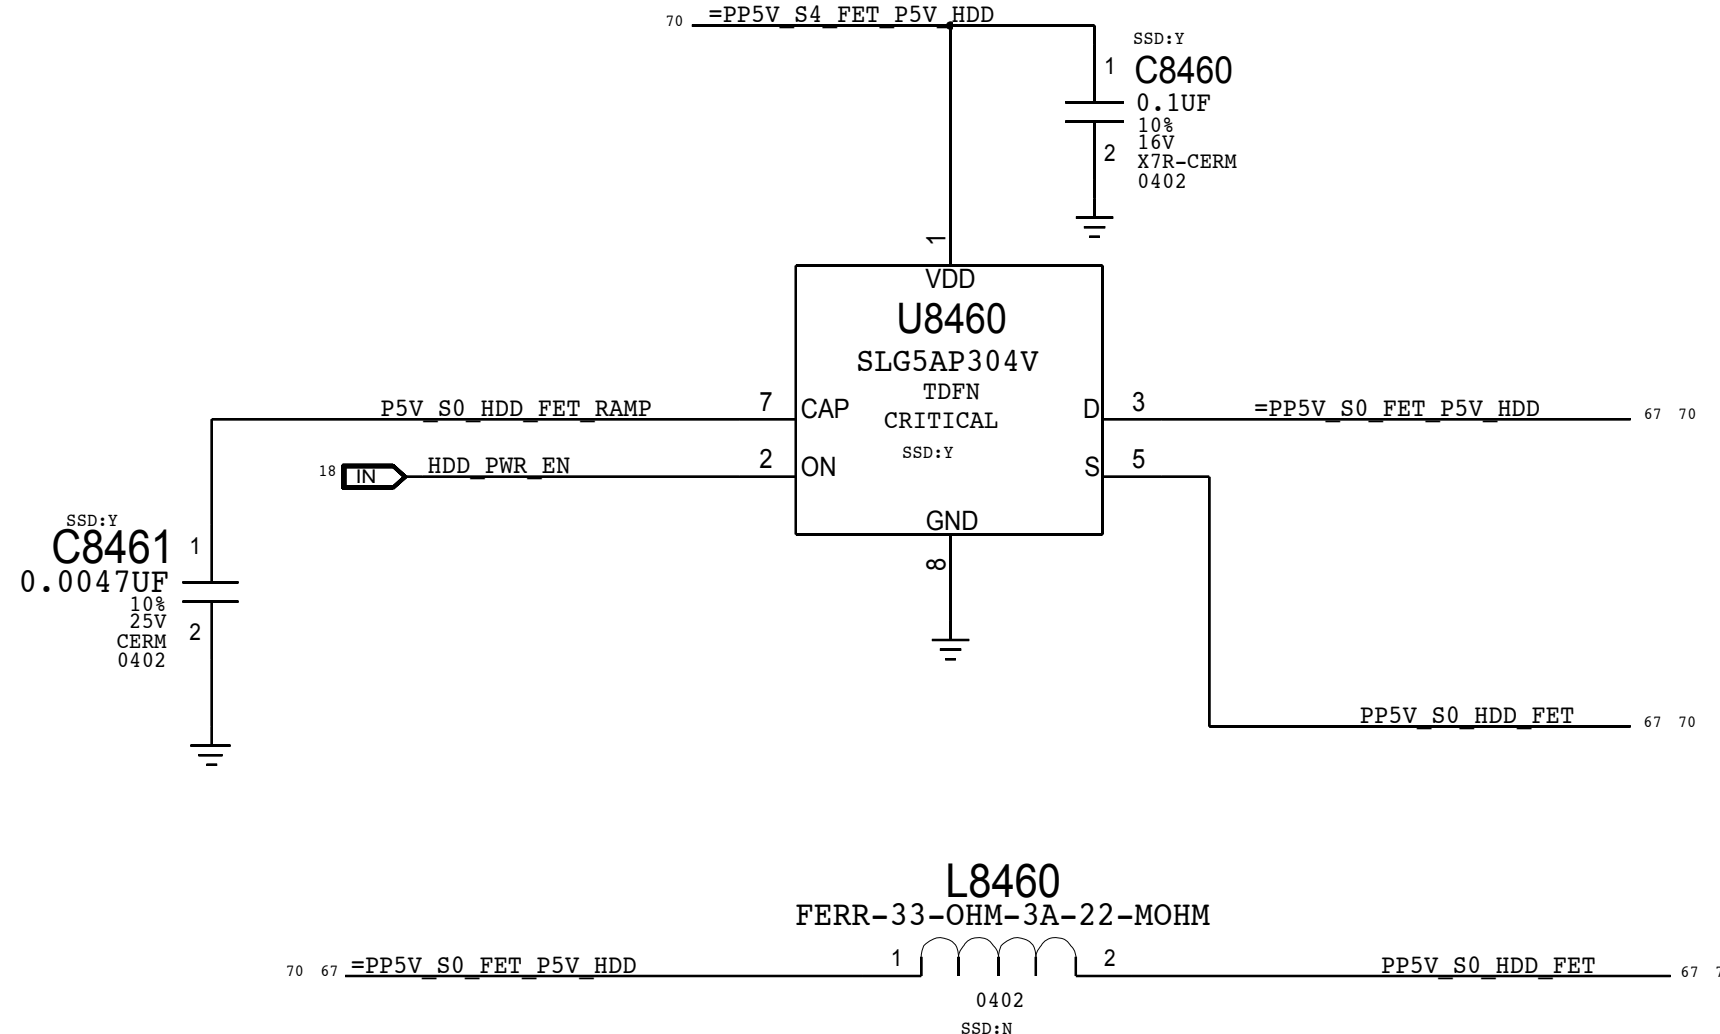 70 =PP5V_S4_FET_P5V_HDD
SSD:Y
1 C8460
0.1UF
10%
16V
2 X7R-CERM
0402
1
VDD
U8460
SLG5AP304V
TDFN
CRITICAL
SSD:Y
P5V_S0_HDD_FET_RAMP 7 CAP
D 3 =PP5V_S0_FET_P5V_HDD 67 70
18 IN HDD_PWR_EN 2 ON
S 5
GND
8
SSD:Y
C8461 1
0.0047UF
10%
25V
CERM 2
0402
PP5V_S0_HDD_FET 67 70
L8460
FERR-33-OHM-3A-22-MOHM
70 67 =PP5V_S0_FET_P5V_HDD 1 2 PP5V_S0_HDD_FET 67
0402
SSD:N